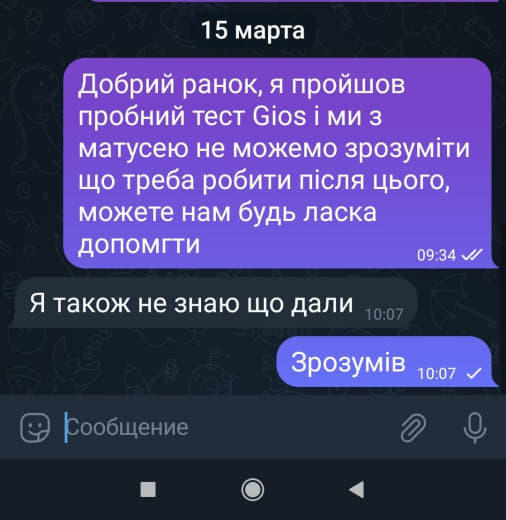 15 марта
Добрий ранок, я пройшов
пробний тест Gios і ми з
матусею не можемо зрозуміти
що треба робити після цього,
можете нам будь ласка
допомгти
09:34
Я також не знаю що дали
10:07
Зрозумів
10:07
Сообщение